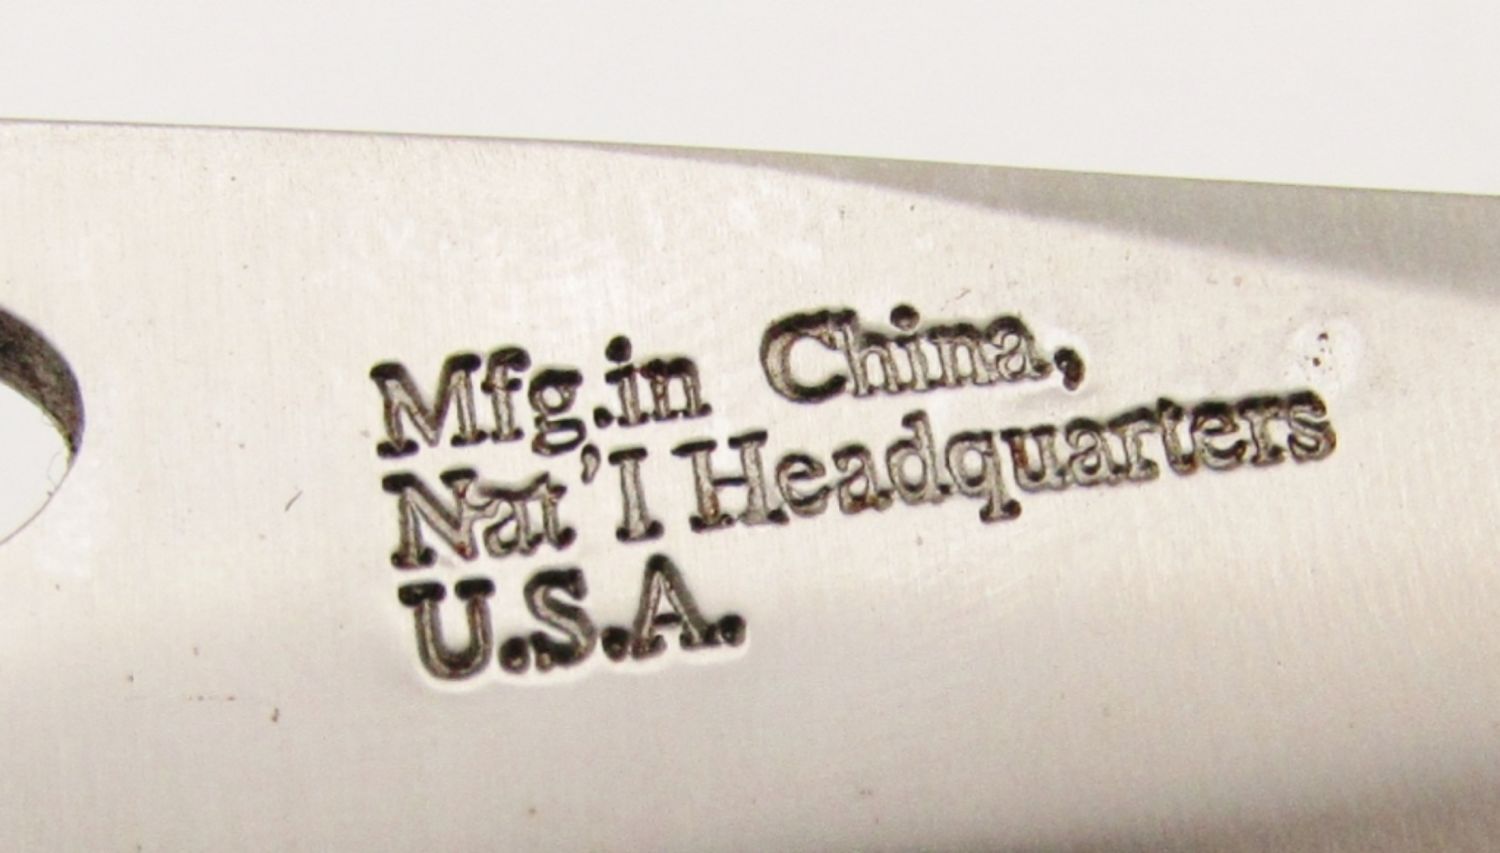 Mfg.in China,
Nat'l Headquarters
U.S.A.